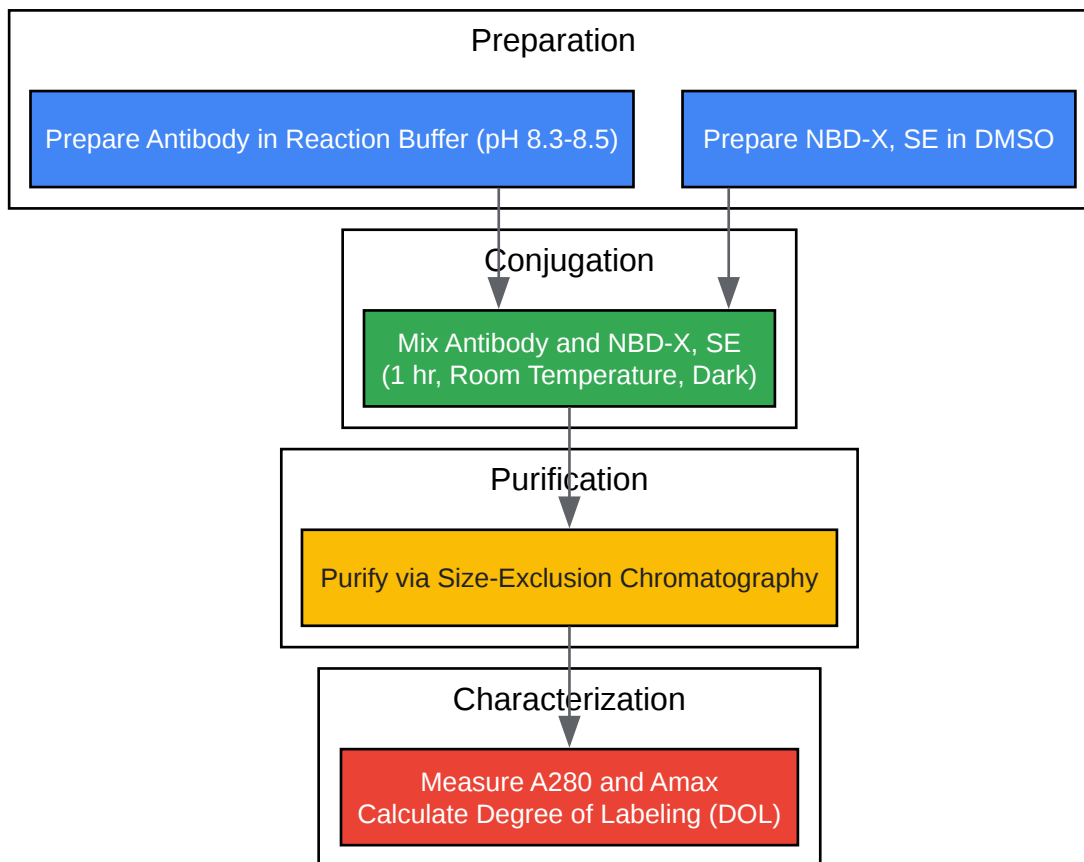 Preparation
Prepare Antibody in Reaction Buffer (pH 8.3-8.5)
Prepare NBD-X, SE in DMSO
Conjugation
Mix Antibody and NBD-X, SE
(1 hr, Room Temperature, Dark)
Purification
Purify via Size-Exclusion Chromatography
Characterization
Measure A280 and Amax
Calculate Degree of Labeling (DOL)